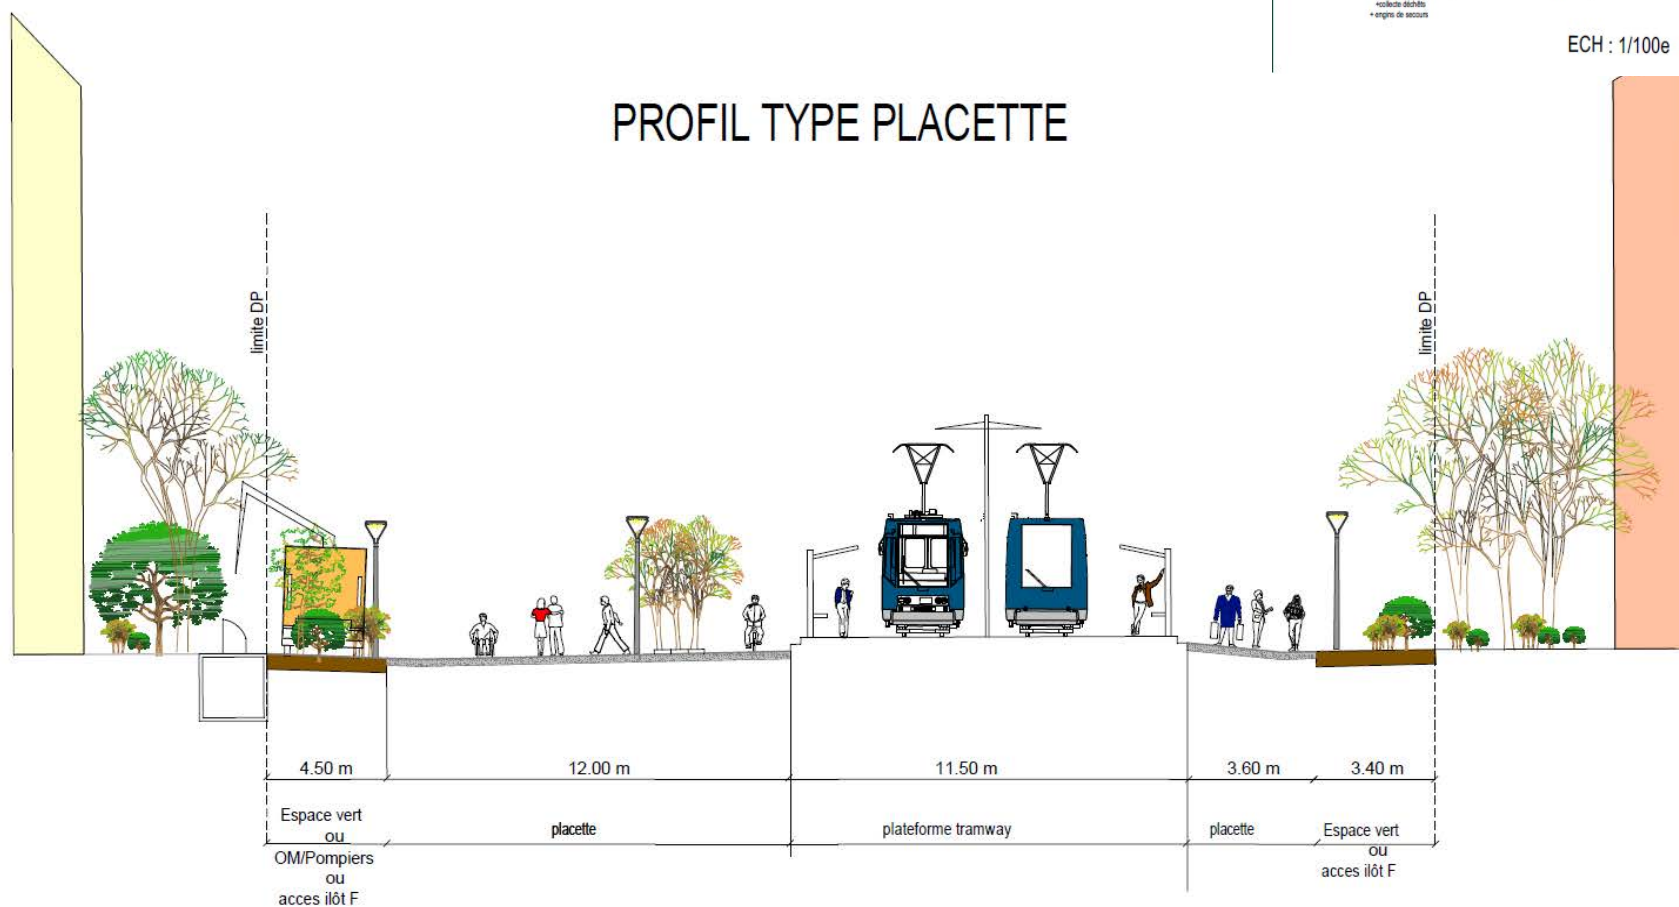 +collecte déchêts
+ engins de secours
ECH : 1/100e
PROFIL TYPE PLACETTE
limite DP
limite DP
4.50 m
12.00 m
11.50 m
3.60 m
3.40 m
Espace vert
ou
OM/Pompiers
ou
acces ilôt F
placette
plateforme tramway
placette
Espace vert
ou
acces ilôt F